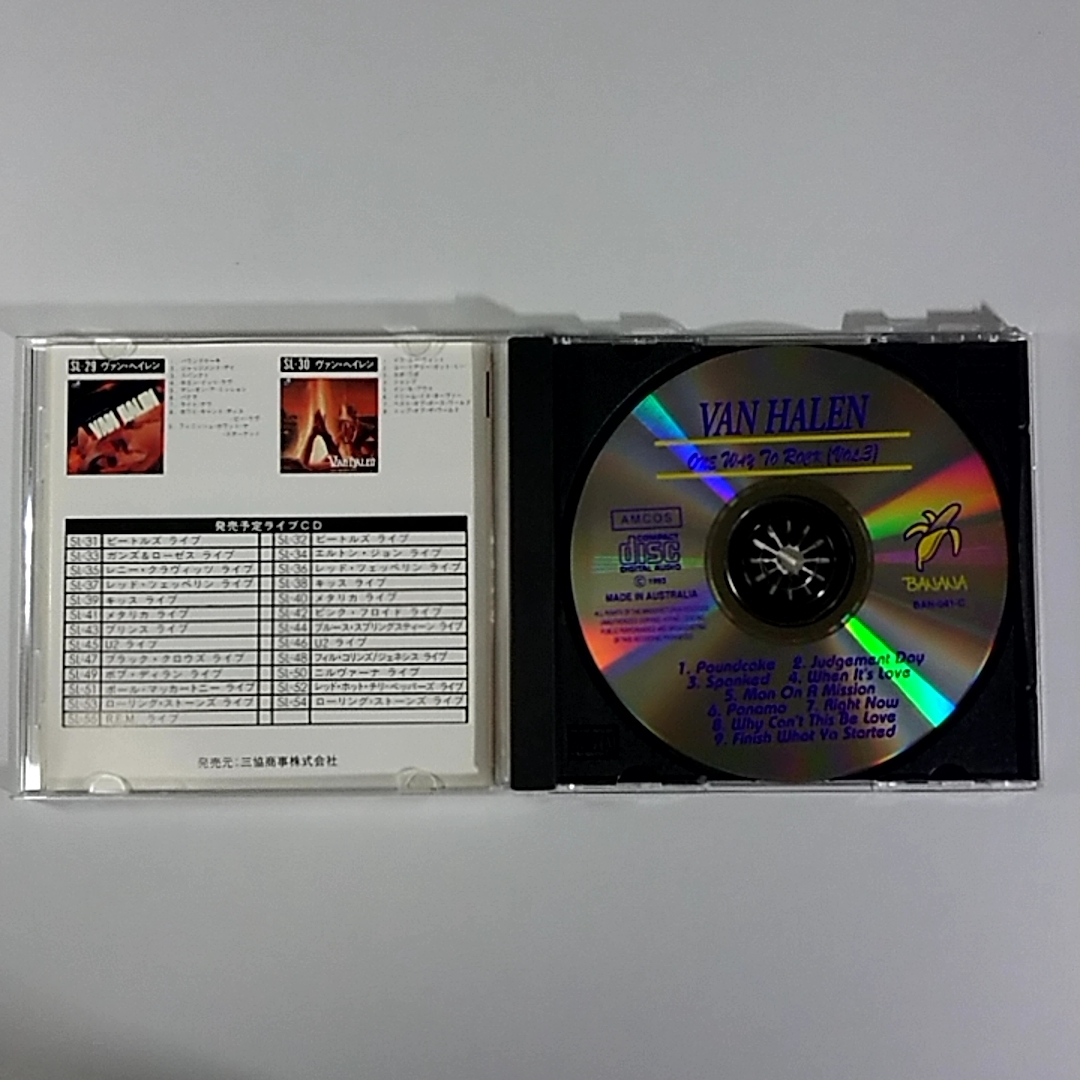 SL-29 ヴァン・ヘイレン
VAN HALEN
SL-30 ヴァン・ヘイレン
VAN HALEN
発売予定ライブCD
SL-31 ビートルズ ライブ SL-32 ビートルズ ライブ
SL-33 ガンズ&ローゼス ライブ SL-34 エルトン・ジョン ライブ
SL-35 レニー・クラヴィッツ ライブ SL-36 レッド・ツェッペリン ライブ
SL-37 レッド・ツェッペリン ライブ SL-38 キッス ライブ
SL-39 キッス ライブ SL-40 メタリカ ライブ
SL-41 メタリカ ライブ SL-42 ピンク・フロイド ライブ
SL-43 プリンス ライブ SL-44 ブルース・スプリングスティーン ライブ
SL-45 U2 ライブ SL-46 U2 ライブ
SL-47 ブラック・クロウズ ライブ SL-48 フィル・コリンズ/ジェネシス ライブ
SL-49 ボブ・ディラン ライブ SL-50 ニルヴァーナ ライブ
SL-51 ポール・マッカートニー ライブ SL-52 レッド・ホット・チリ・ペッパーズ ライブ
SL-53 ローリング・ストーンズ ライブ SL-54 ローリング・ストーンズ ライブ
SL-55 R.E.M. ライブ
発売元:三協商事株式会社
VAN HALEN
ONE WAY TO ROCK (VOL.3)
AMCOS
COMPACT
disc
DIGITAL AUDIO
© 1993
MADE IN AUSTRALIA
BANANA
BAN-041-C
1. Poundcake 2. Judgement Day
3. Spanked 4. When It's Love
5. Man On A Mission
6. Panama 7. Right Now
8. Why Can't This Be Love
9. Finish What Ya Started